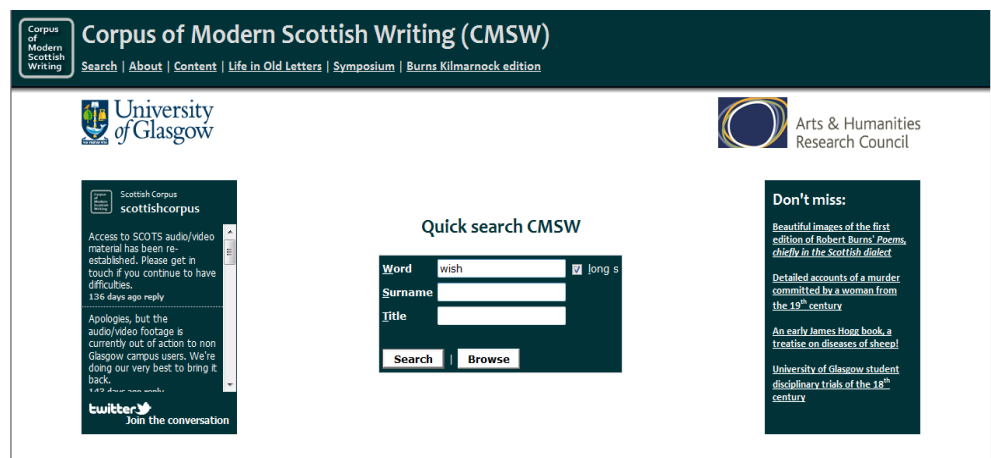 Corpus
of
Modern
Scottish
Writing
Corpus of Modern Scottish Writing (CMSW)
Search | About | Content | Life in Old Letters | Symposium | Burns Kilmarnock edition
University
of Glasgow
Arts & Humanities
Research Council
Scottish Corpus
scottishcorpus
Access to SCOTS audio/video
material has been re-
established. Please get in
touch if you continue to have
difficulties.
136 days ago reply
Apologies, but the
audio/video footage is
currently out of action to non
Glasgow campus users. We're
doing our very best to bring it
back.
143 days ago reply
twitter
Join the conversation
Quick search CMSW
Word wish long s
Surname
Title
Search | Browse
Don't miss:
Beautiful images of the first
edition of Robert Burns' Poems,
chiefly in the Scottish dialect
Detailed accounts of a murder
committed by a woman from
the 19th century
An early James Hogg book, a
treatise on diseases of sheep!
University of Glasgow student
disciplinary trials of the 18th
century